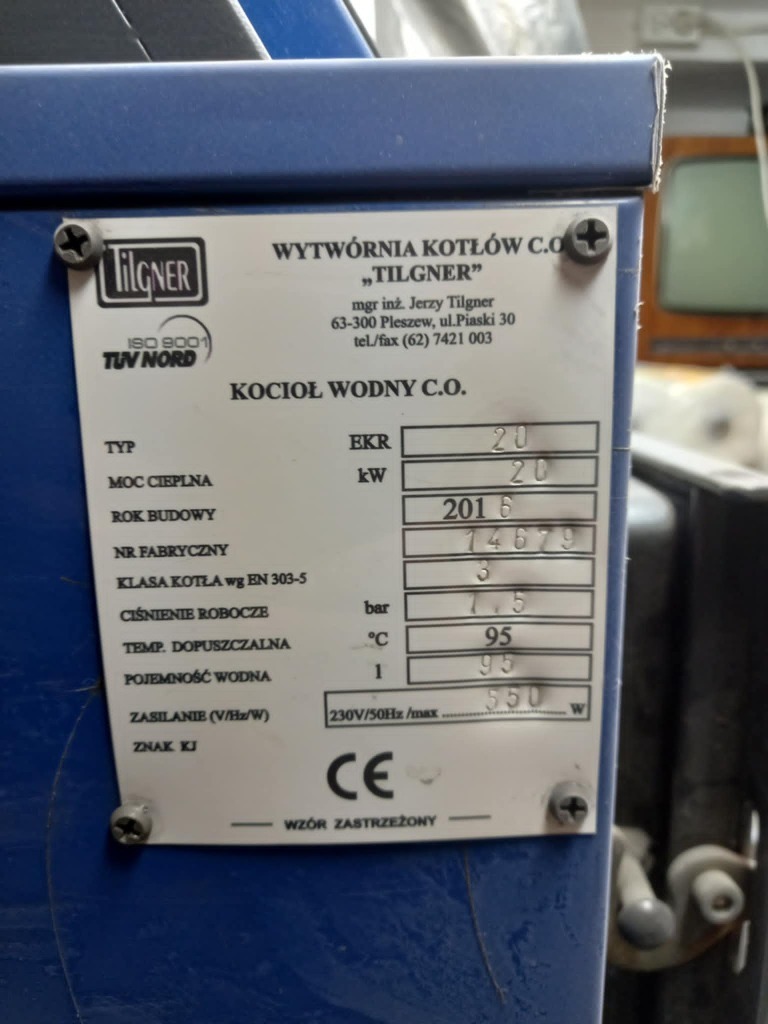 TILGNER
WYTWÓRNIA KOTŁÓW C.O
„TILGNER”
mgr inż. Jerzy Tilgner
63-300 Pleszew, ul.Piaski 30
tel./fax (62) 7421 003
ISO 9001
TUV NORD
KOCIOŁ WODNY C.O.
TYP EKR 20
MOC CIEPLNA kW 20
ROK BUDOWY 2016
NR FABRYCZNY 14679
KLASA KOTŁA wg EN 303-5 3
CIŚNIENIE ROBOCZE bar 1.5
TEMP. DOPUSZCZALNA °C 95
POJEMNOŚĆ WODNA l 95
ZASILANIE (V/Hz/W) 230V/50Hz /max 550 W
ZNAK KJ
CE
WZÓR ZASTRZEŻONY